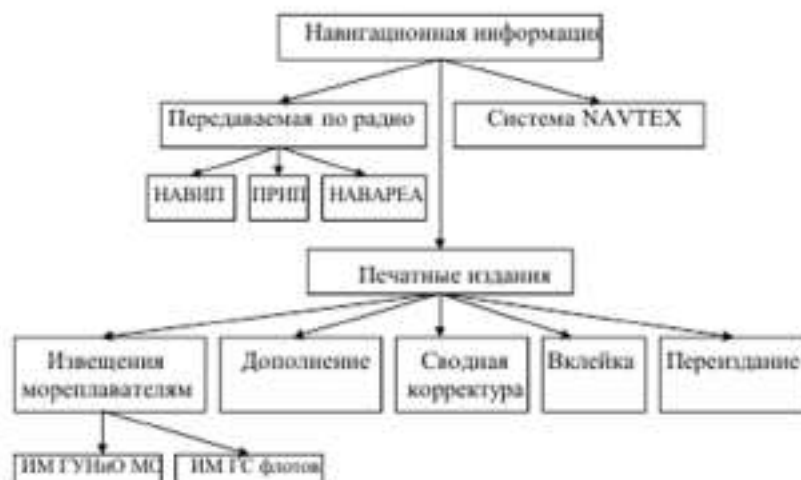 Навигационная информация
Передаваемая по радио
Система NAVTEX
НАВИП
ПРИП
НАВАРЕА
Печатные издания
Извещения
мореплавателям
Дополнение
Сводная
корректура
Вклейка
Переиздание
ИМ ГУНиО МО
ИМ ГС флотов